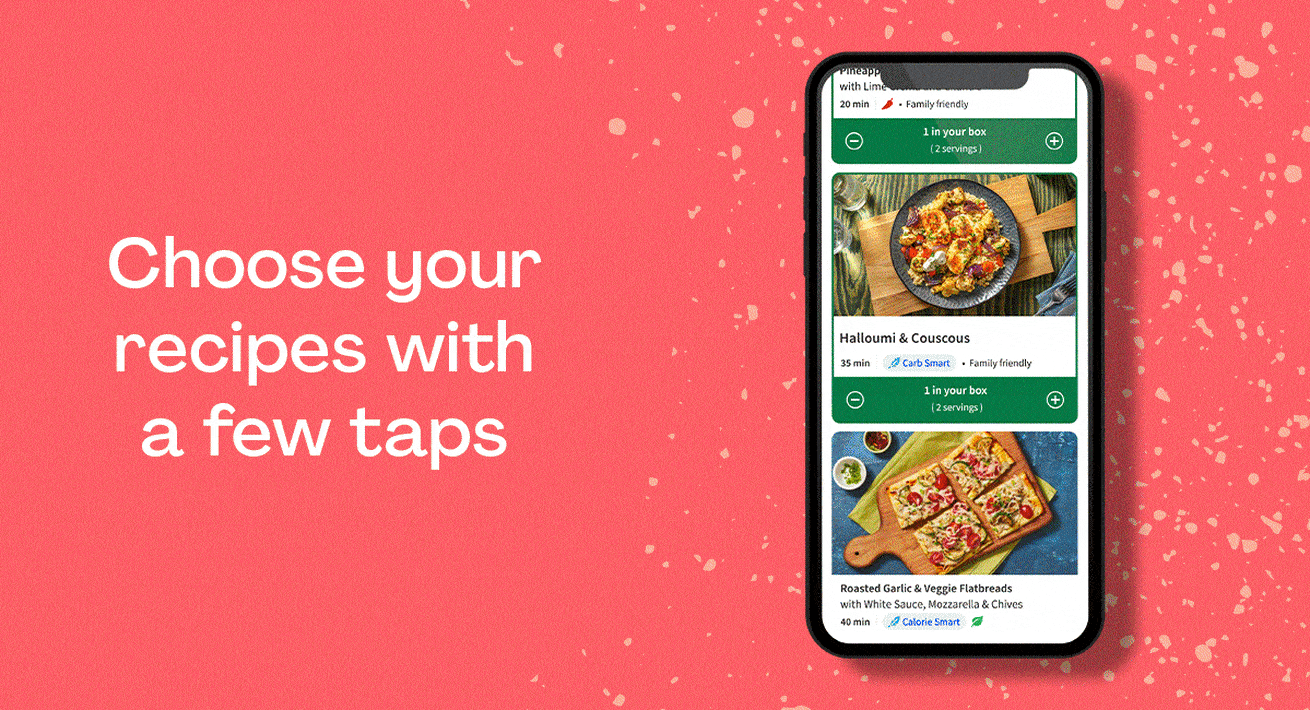 Choose your
recipes with
a few taps
Pineapp
with Lime Crema and
20 min • Family friendly
1 in your box
( 2 servings )
Halloumi & Couscous
35 min Carb Smart • Family friendly
1 in your box
( 2 servings )
Roasted Garlic & Veggie Flatbreads
with White Sauce, Mozzarella & Chives
40 min Calorie Smart